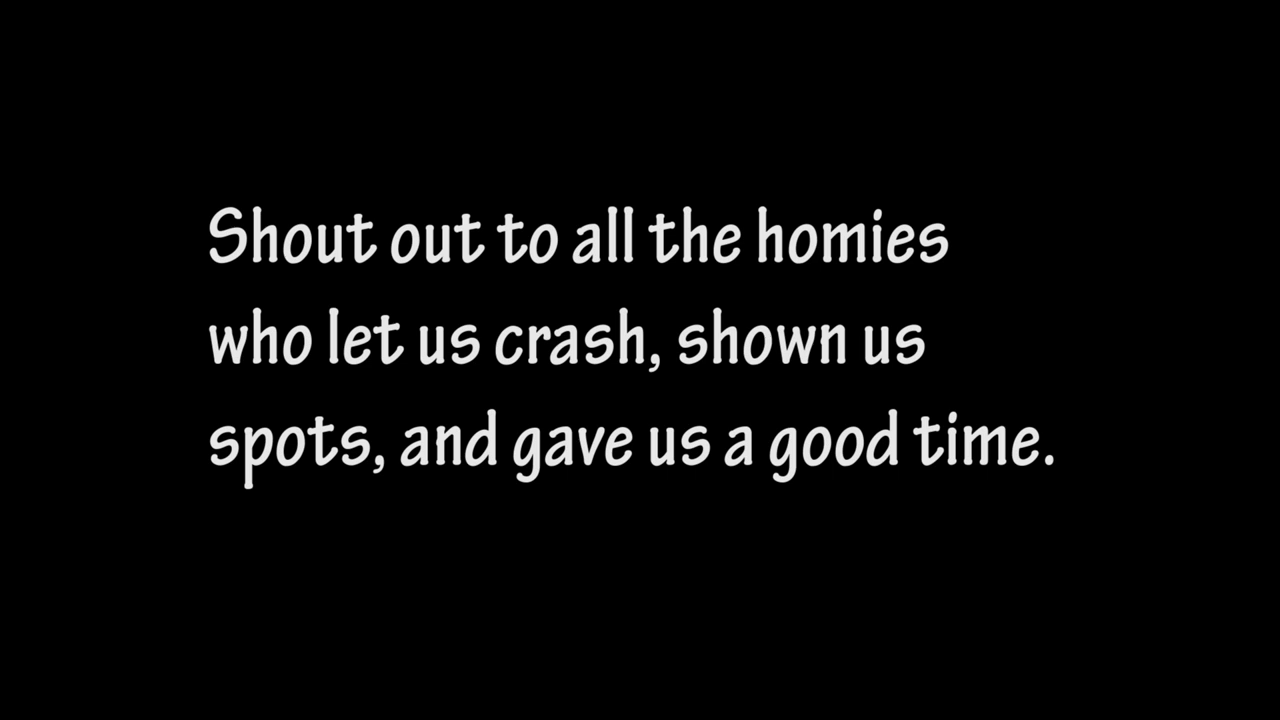 Shout out to all the homies
who let us crash, shown us
spots, and gave us a good time.